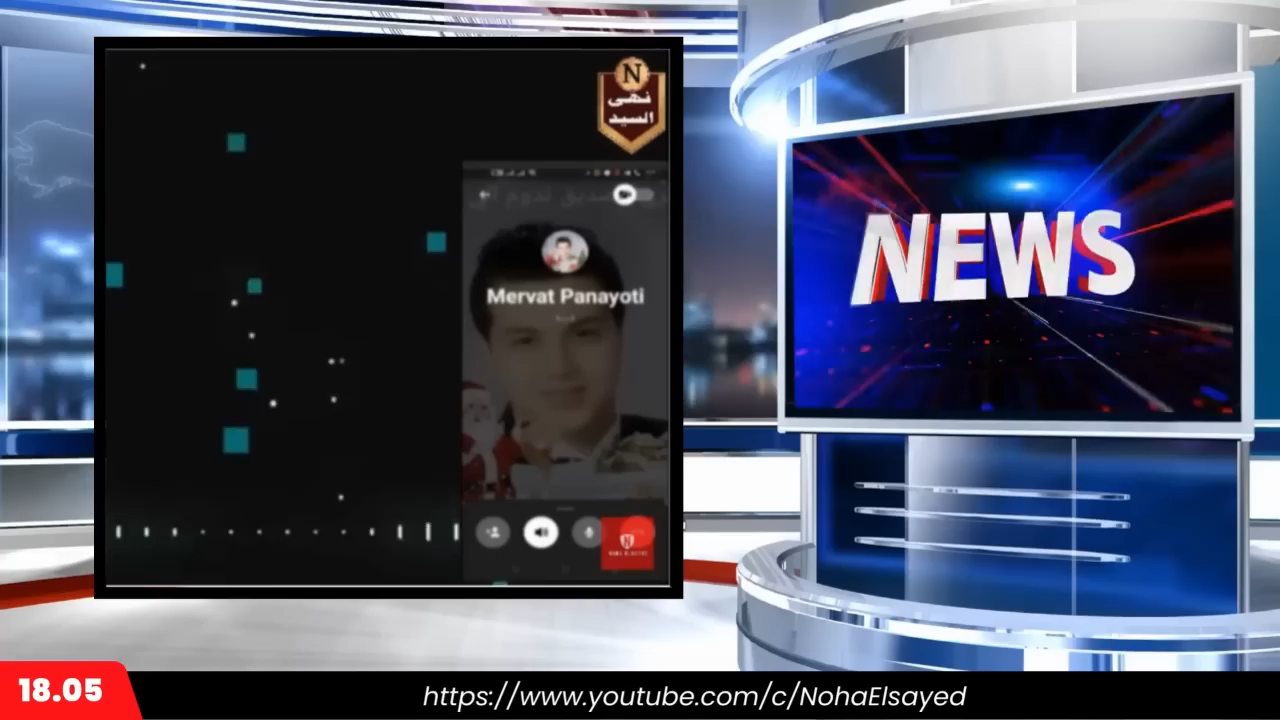 N
نهى
السيد
Mervat Panayoti
NEWS
18.05
https://www.youtube.com/c/NohaElsayed